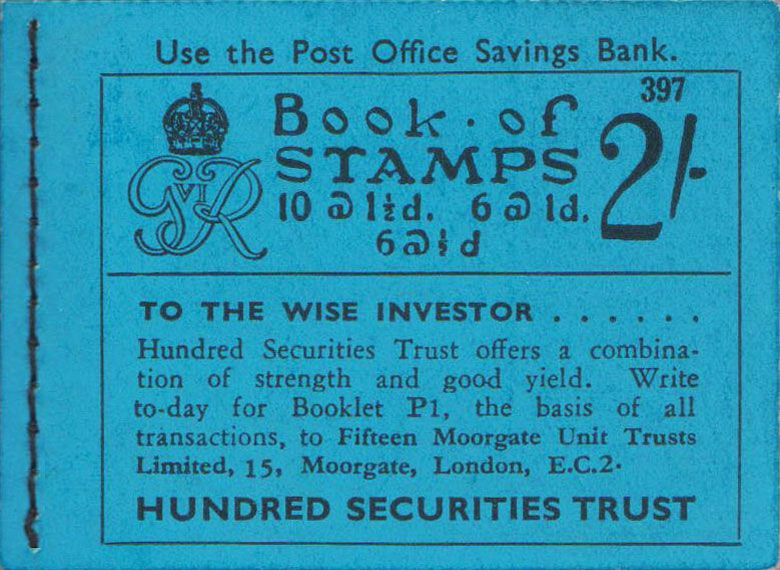 Use the Post Office Savings Bank.
397
Book · of
STAMPS
2/-
GVIR
10 @ 1½d. 6 @ 1d.
6 @ ½d
TO THE WISE INVESTOR . . . . . .
Hundred Securities Trust offers a combina-
tion of strength and good yield. Write
to-day for Booklet P1, the basis of all
transactions, to Fifteen Moorgate Unit Trusts
Limited, 15, Moorgate, London, E.C.2.
HUNDRED SECURITIES TRUST